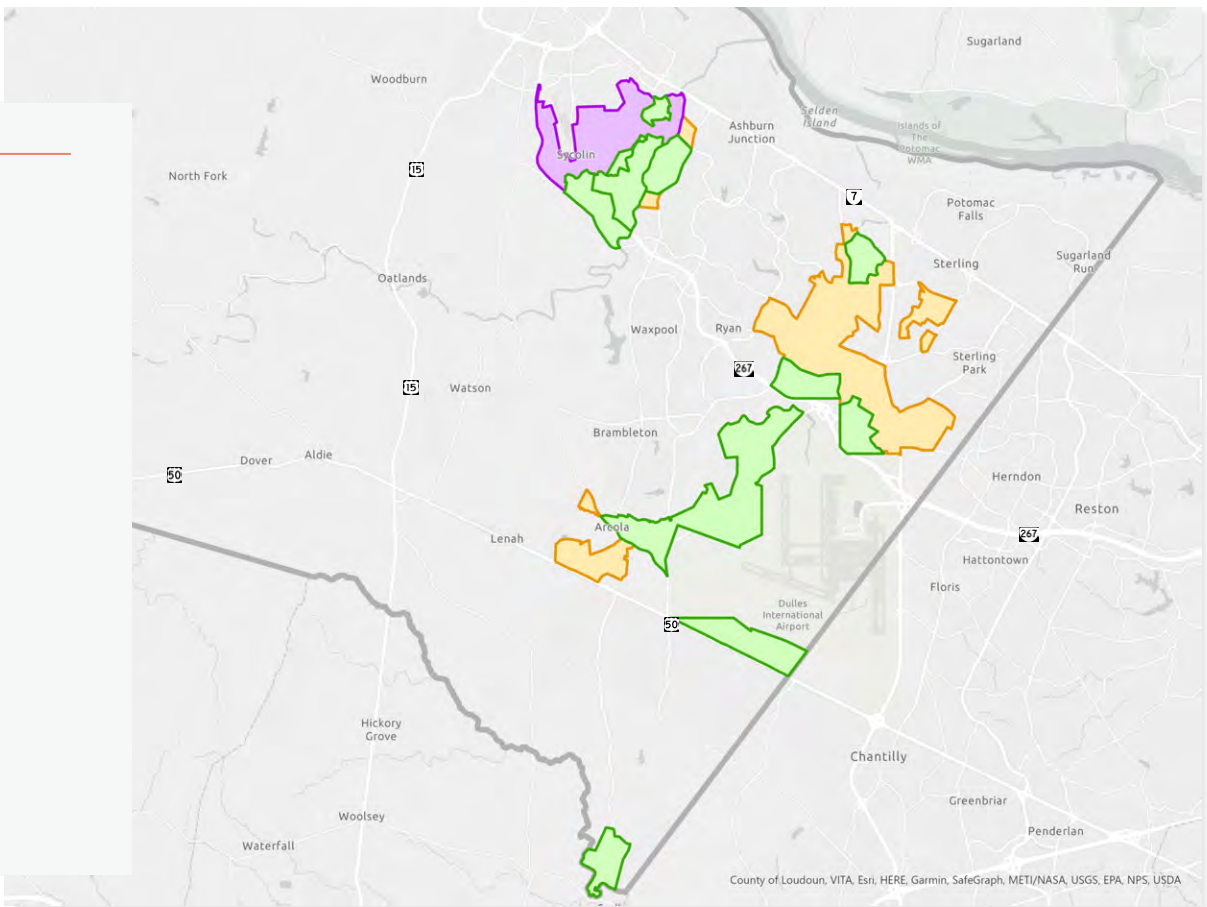 Sugarland
Woodburn
Selden
Island
Islands of
The
Potomac
WMA
Ashburn
Junction
Sycolin
15
North Fork
7
Potomac
Falls
Sterling
Sugarland
Run
Oatlands
Waxpool
Ryan
267
Sterling
Park
15
Watson
Brambleton
Dover
Aldie
50
Herndon
Reston
Arcola
Lenah
267
Hattontown
Floris
Dulles
International
Airport
50
Hickory
Grove
Chantilly
Greenbriar
Woolsey
Penderlan
Waterfall
County of Loudoun, VITA, Esri, HERE, Garmin, SafeGraph, METI/NASA, USGS, EPA, NPS, USDA